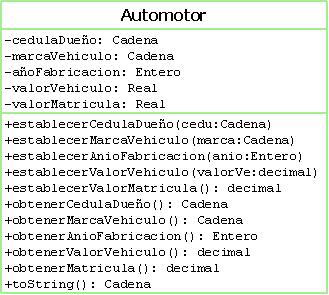 Automotor
-cedulaDueño: Cadena
-marcaVehiculo: Cadena
-añoFabricacion: Entero
-valorVehiculo: Real
-valorMatricula: Real
+establecerCedulaDueño(cedu:Cadena)
+establecerMarcaVehiculo(marca:Cadena)
+establecerAnioFabricacion(anio:Entero)
+establecerValorVehiculo(valorVe:decimal)
+establecerValorMatricula(): decimal
+obtenerCedulaDueño(): Cadena
+obtenerMarcaVehiculo(): Cadena
+obtenerAnioFabricacion(): Entero
+obtenerValorVehiculo(): decimal
+obtenerMatricula(): decimal
+toString(): Cadena